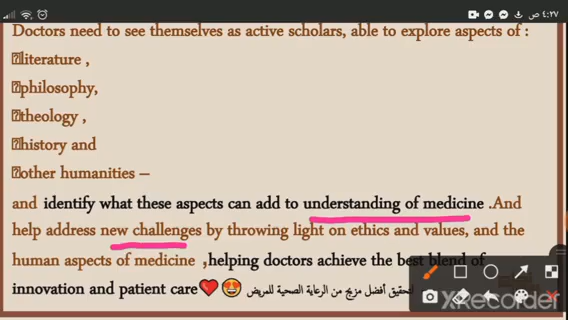 ٤:٢٧ ص
Doctors need to see themselves as active scholars, able to explore aspects of :
literature ,
philosophy,
theology ,
history and
other humanities –
and identify what these aspects can add to understanding of medicine .And
help address new challenges by throwing light on ethics and values, and the
human aspects of medicine ,helping doctors achieve the best blend of
innovation and patient care لتحقيق أفضل مزيج من الرعاية الصحية للمريض
XRecorder